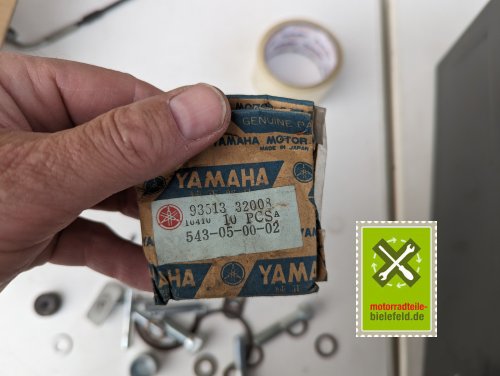 GENUINE PA
YAMAHA MOTOR
MADE IN JAPAN
YAMAHA
93513 32008
10410 10 PCS A
543-05-00-02
YAMAHA
YAMA
motorradteile-
bielefeld.de